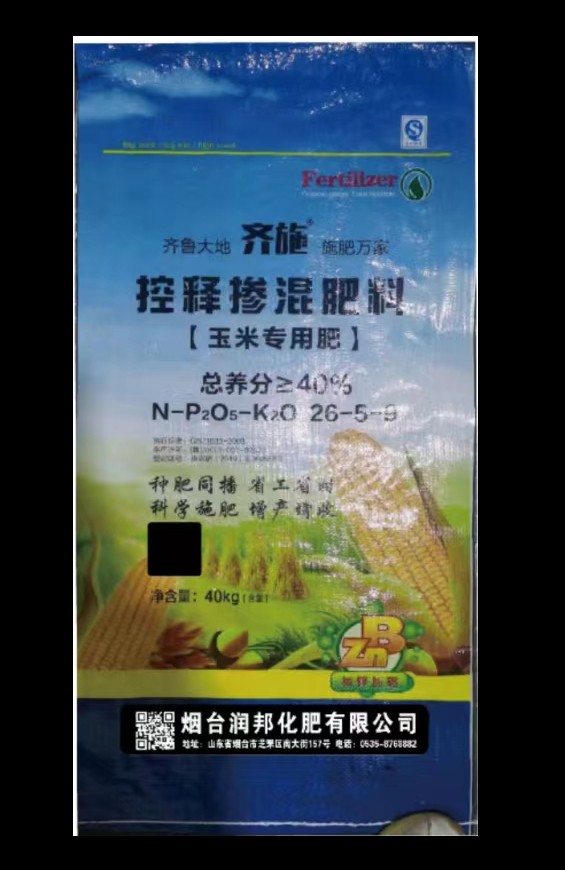 Fertilizer
齐鲁大地 齐施 施肥万家
控释掺混肥料
【玉米专用肥】
总养分≥40%
N-P₂O₅-K₂O 26-5-9
种肥同播 省工省时
科学施肥 增产增收
净含量：40kg
ZnB
烟台润邦化肥有限公司
地址：山东省烟台市芝罘区南大街157号 电话：0535-8768882